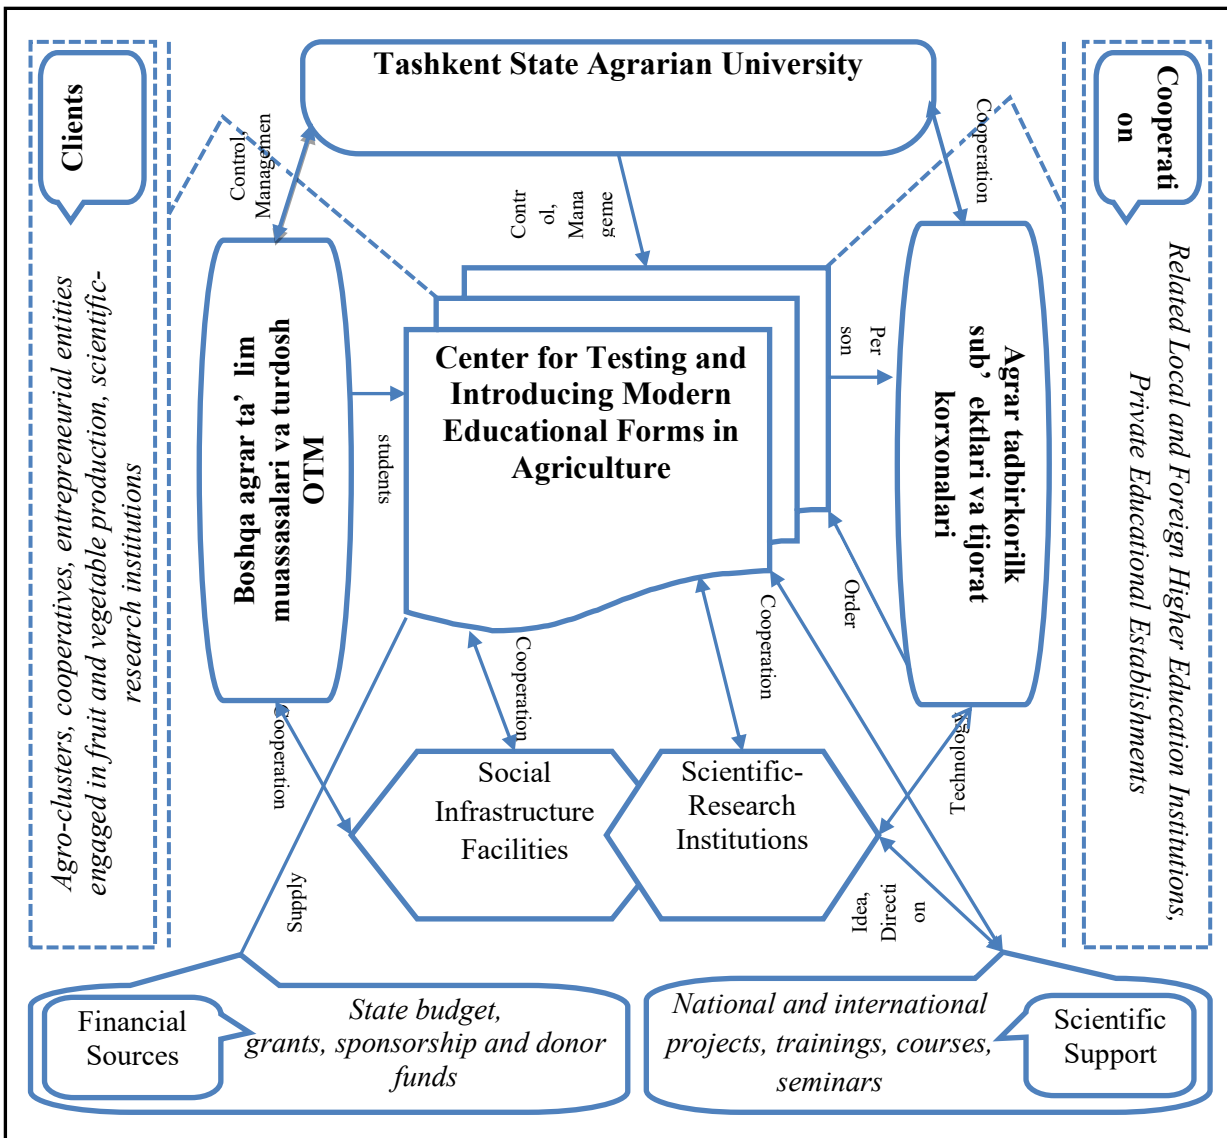 Tashkent State Agrarian University
Clients
Agro-clusters, cooperatives, entrepreneurial entities
engaged in fruit and vegetable production, scientific-
research institutions
Control,
Managemen
Contr
ol,
Mana
geme
Cooperation
Cooperati
on
Related Local and Foreign Higher Education Institutions,
Private Educational Establishments
Boshqa agrar ta’ lim
muassasalari va turdosh
OTM
students
Center for Testing and
Introducing Modern
Educational Forms in
Agriculture
Per
son
Agrar tadbirkorilk
sub’ ektlari va tijorat
korxonalari
Order
Cooperation
Cooperation
Cooperation
Technology
Social
Infrastructure
Facilities
Scientific-
Research
Institutions
Supply
Idea,
Directi
on
Financial
Sources
State budget,
grants, sponsorship and donor
funds
National and international
projects, trainings, courses,
seminars
Scientific
Support